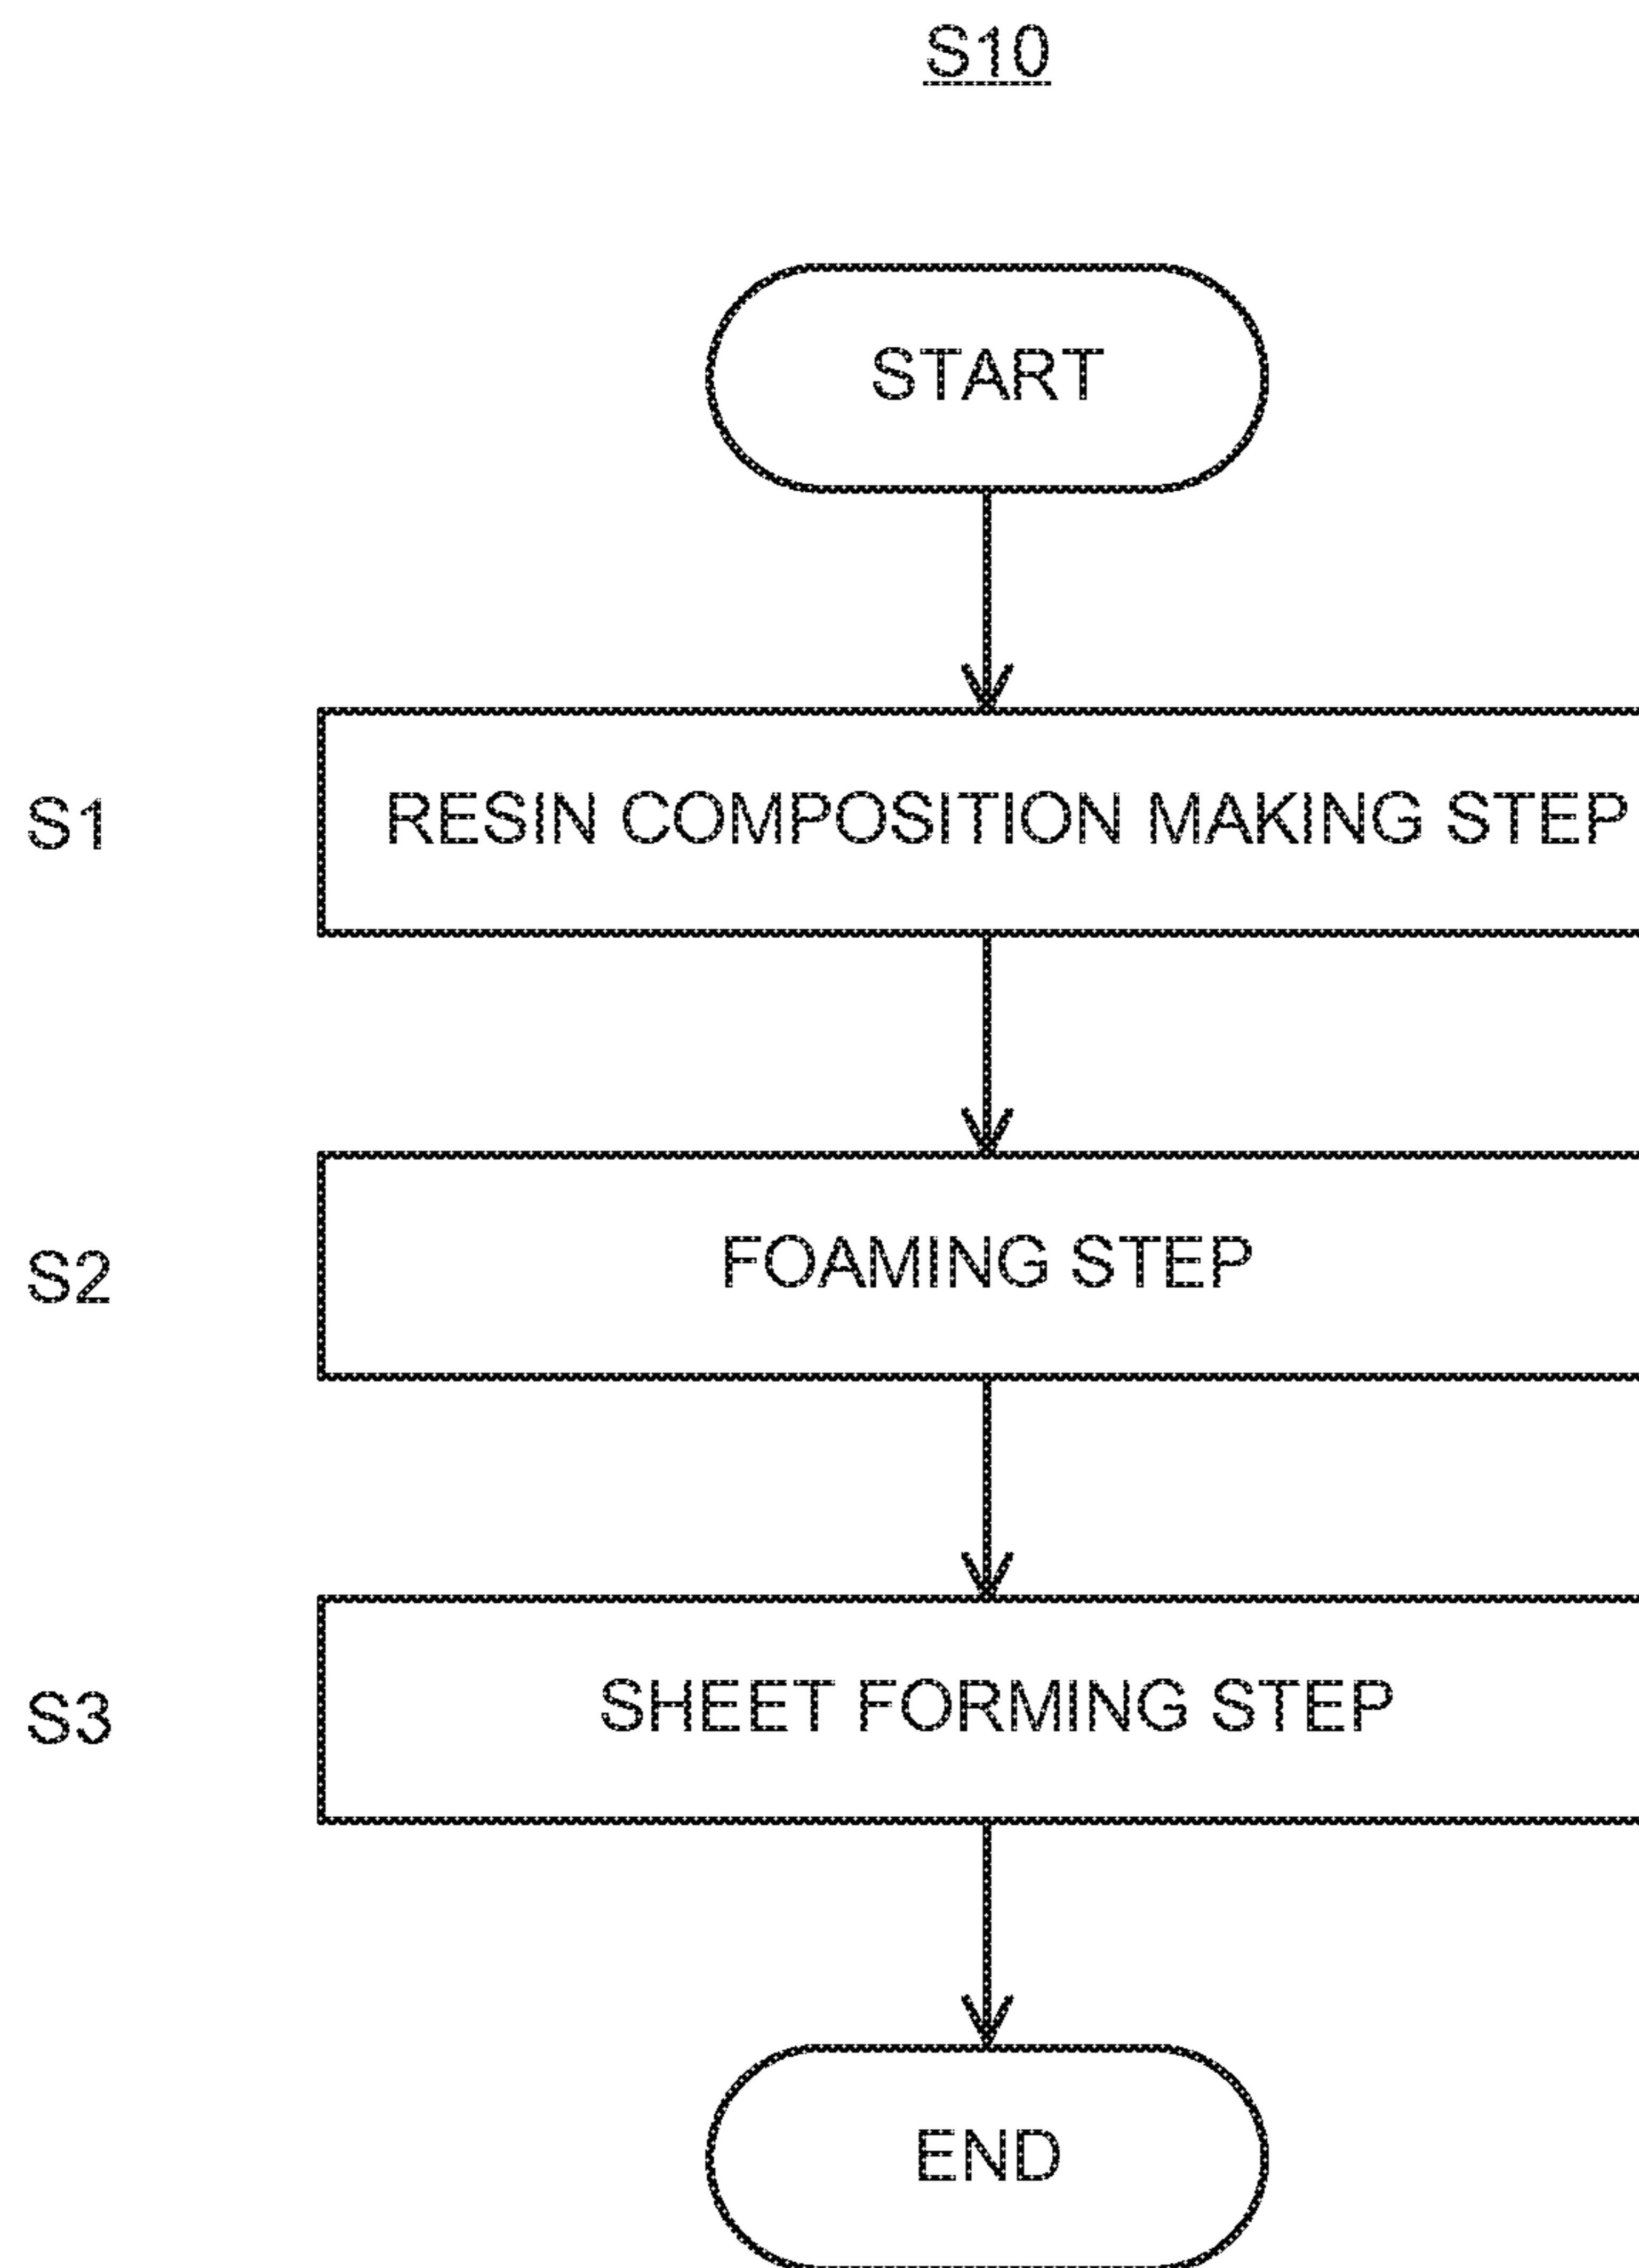 S10
START
S1 RESIN COMPOSITION MAKING STEP
S2 FOAMING STEP
S3 SHEET FORMING STEP
END